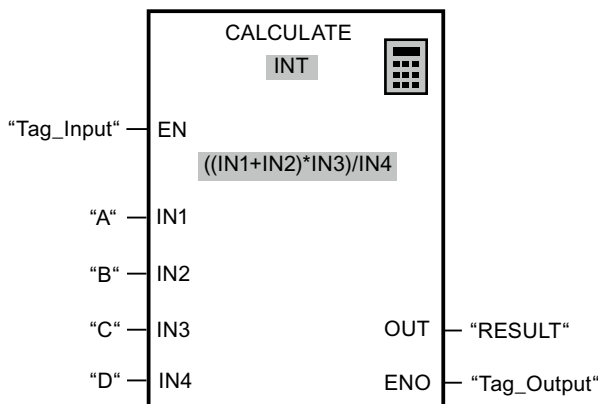 CALCULATE
INT
“Tag_Input“ EN
((IN1+IN2)*IN3)/IN4
“A“ IN1
“B“ IN2
“C“ IN3 OUT “RESULT“
“D“ IN4 ENO “Tag_Output“